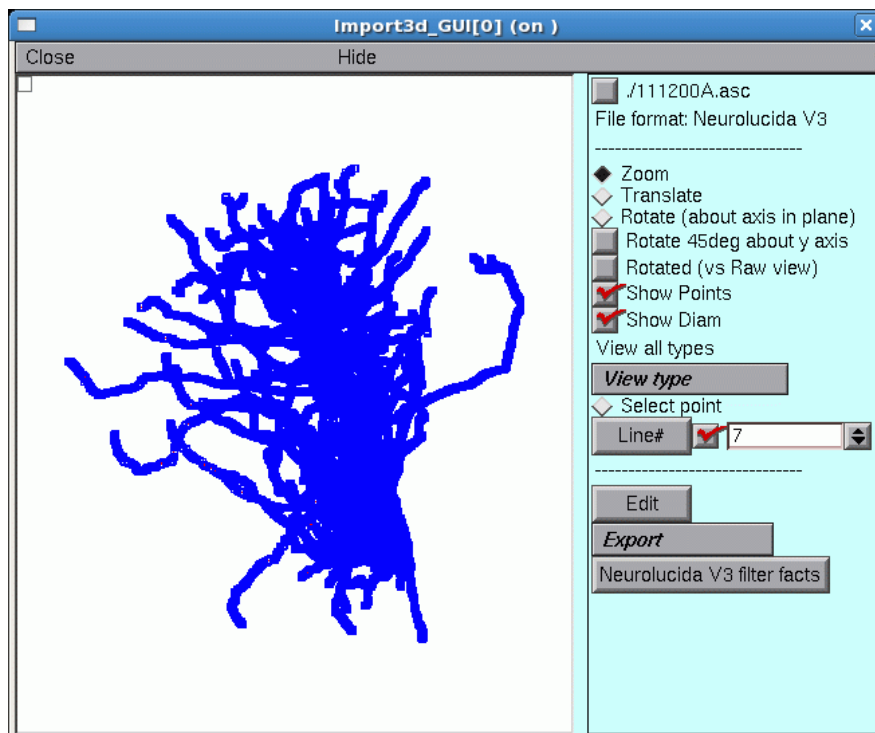 Import3d_GUI[0] (on )
Close Hide
./111200A.asc
File format: Neurolucida V3
-------------------------------
Zoom
Translate
Rotate (about axis in plane)
Rotate 45deg about y axis
Rotated (vs Raw view)
Show Points
Show Diam
View all types
View type
Select point
Line# 7
-------------------------------
Edit
Export
Neurolucida V3 filter facts